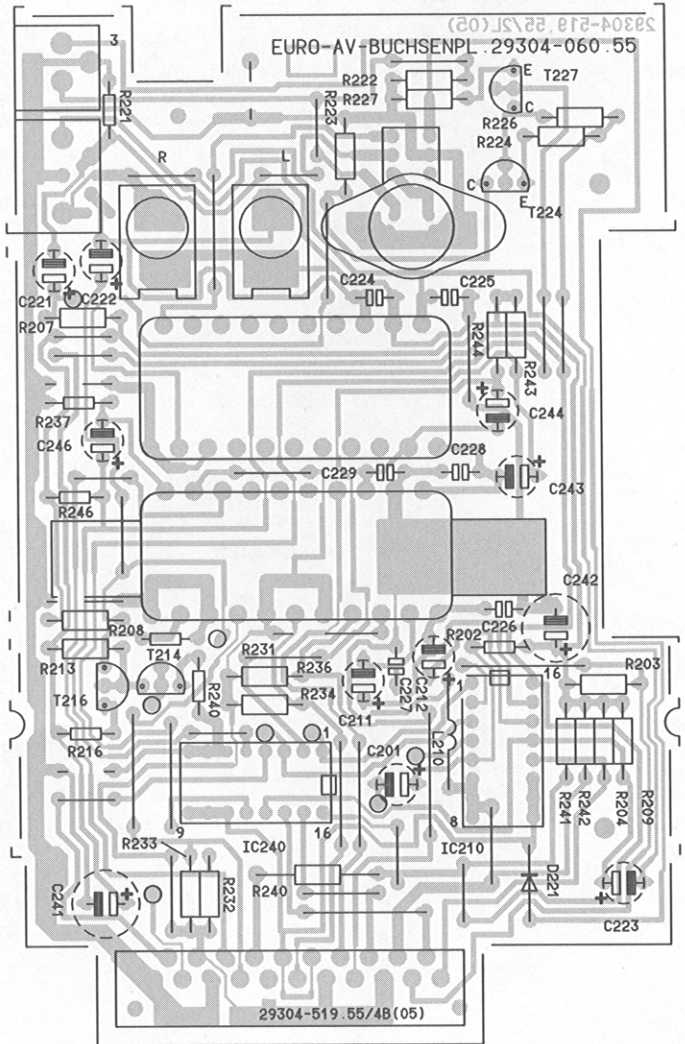 29304-519.55/2L(05)
EURO-AV-BUCHSENPL.29304-060.55
3
R222
E
T227
R227
R221
R223
C
R226
R224
R
L
C
E
T224
C221
C222
C224
C225
R207
R244
R243
R237
C244
C246
C229
C228
C243
R246
C242
R208
C226
R202
T214
R231
R213
R236
16
R203
T216
R240
R234
C227
C212
1
C211
R216
1
C201
L210
R241
R242
R204
R209
9
16
8
R233
IC240
IC210
R240
D221
C241
R232
C223
29304-519.55/4B(05)